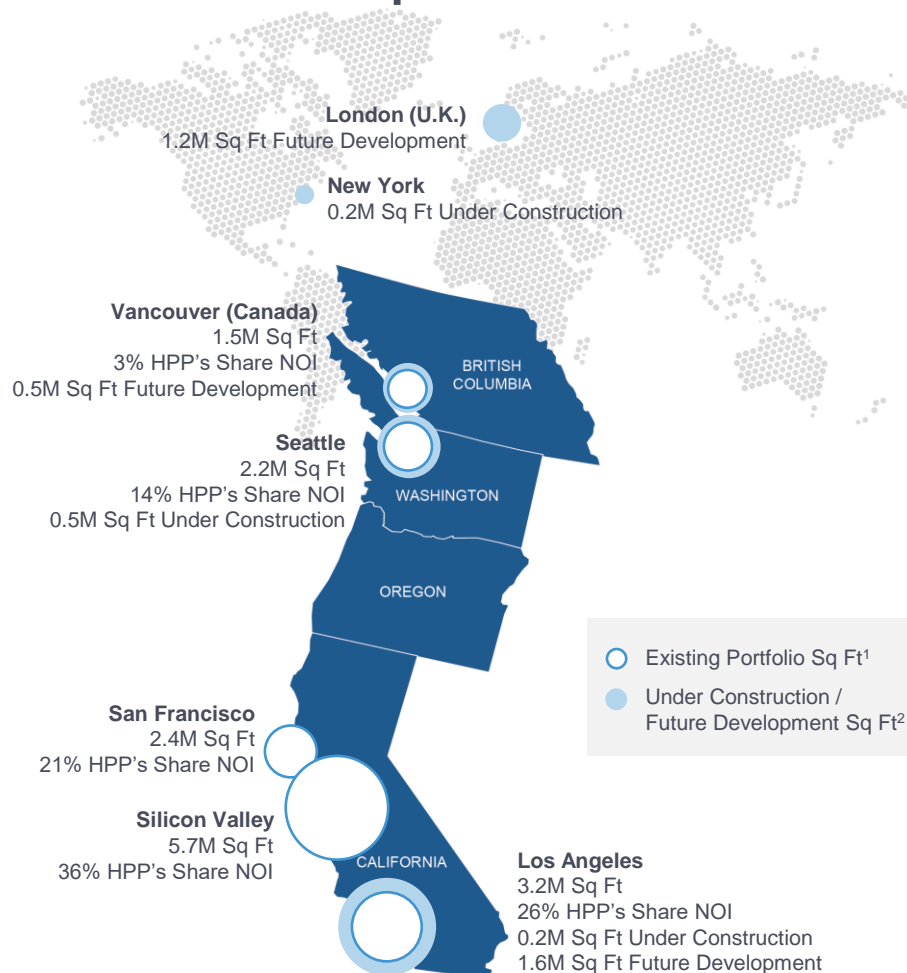 London (U.K.)
1.2M Sq Ft Future Development
New York
0.2M Sq Ft Under Construction
Vancouver (Canada)
1.5M Sq Ft
3% HPP's Share NOI
0.5M Sq Ft Future Development
BRITISH
COLUMBIA
Seattle
2.2M Sq Ft
14% HPP's Share NOI
0.5M Sq Ft Under Construction
WASHINGTON
OREGON
Existing Portfolio Sq Ft¹
Under Construction /
Future Development Sq Ft²
San Francisco
2.4M Sq Ft
21% HPP's Share NOI
Silicon Valley
5.7M Sq Ft
36% HPP's Share NOI
CALIFORNIA
Los Angeles
3.2M Sq Ft
26% HPP's Share NOI
0.2M Sq Ft Under Construction
1.6M Sq Ft Future Development